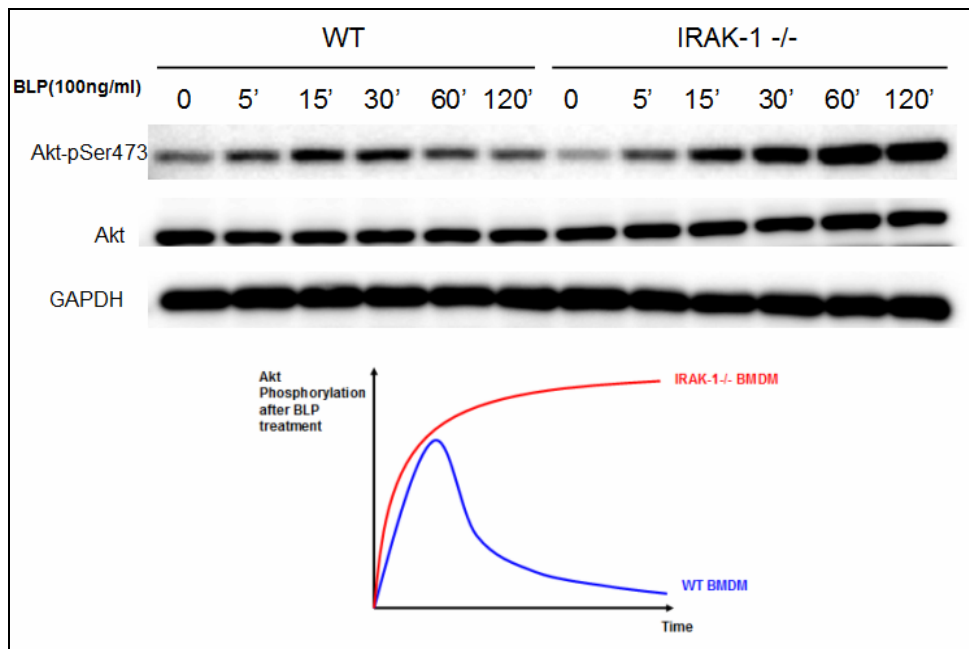 WT IRAK-1 -/-
BLP(100ng/ml) 0 5’ 15’ 30’ 60’ 120’ 0 5’ 15’ 30’ 60’ 120’
Akt-pSer473
Akt
GAPDH
Akt
Phosphorylation
after BLP
treatment
IRAK-1-/- BMDM
WT BMDM
Time